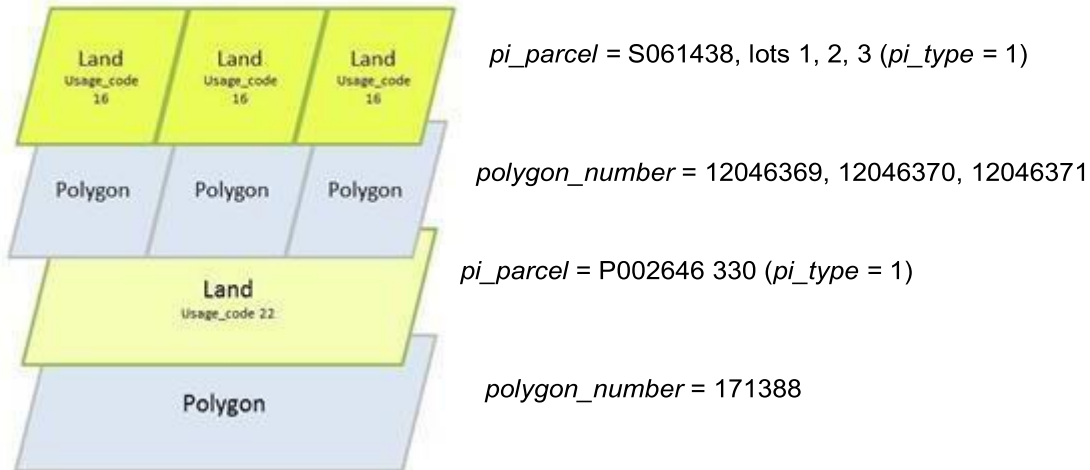 Land Land Land
Usage_code Usage_code Usage_code
16 16 16
pi_parcel = S061438, lots 1, 2, 3 (pi_type = 1)
Polygon Polygon Polygon
polygon_number = 12046369, 12046370, 12046371
Land
Usage_code 22
pi_parcel = P002646 330 (pi_type = 1)
Polygon
polygon_number = 171388